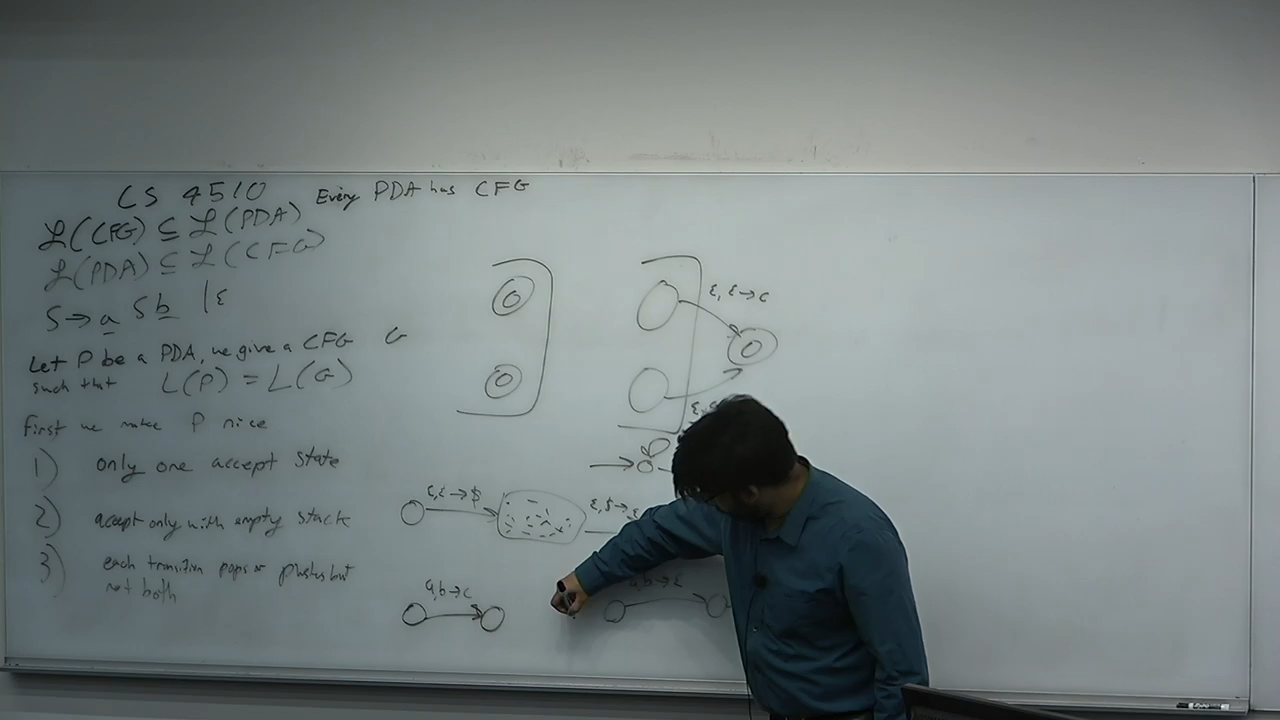 CS 4510 Every PDA has CFG
ℒ(CFG) ⊆ ℒ(PDA)
ℒ(PDA) ⊆ ℒ(CFG)
S → a S b | ε
Let P be a PDA, we give a CFG G
such that L(P) = L(G)
First we make P nice
1) only one accept state
2) accept only with empty stack
3) each transition pops or pushes but
not both
ε, ε → c
ε, ε → $
ε, $ → ε
a, b → c
a, b → ε